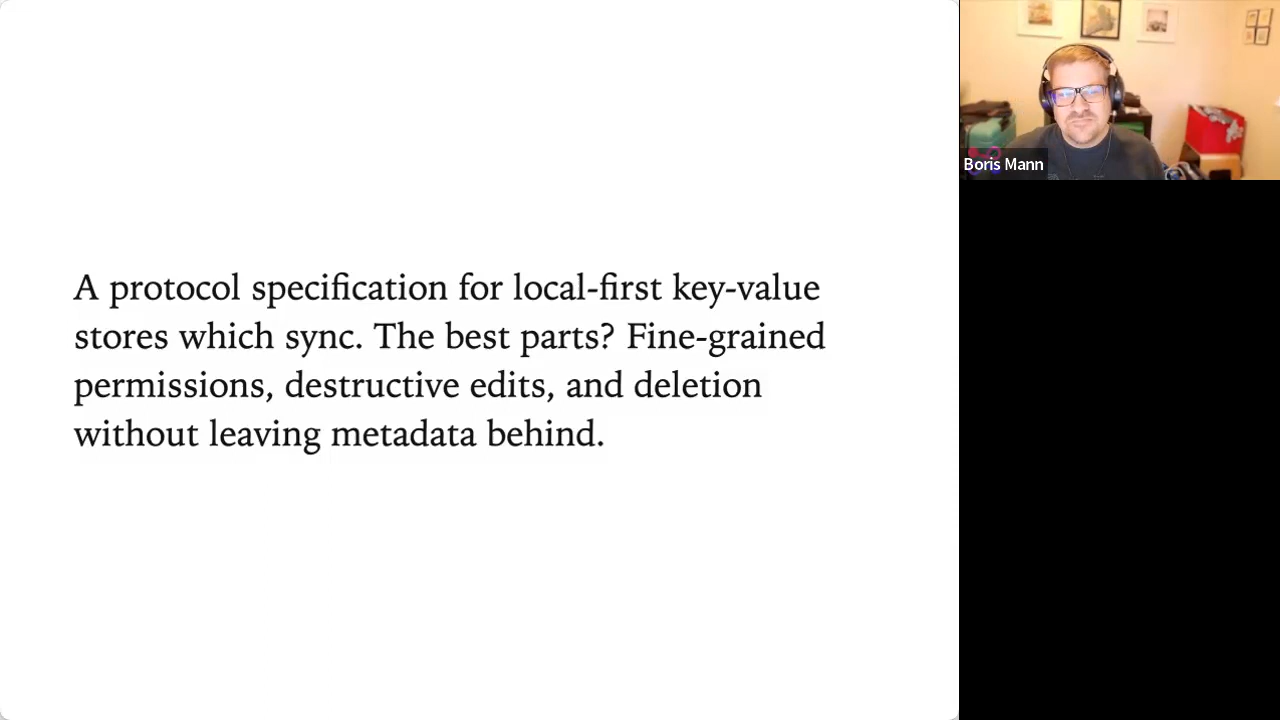 A protocol specification for local-first key-value
stores which sync. The best parts? Fine-grained
permissions, destructive edits, and deletion
without leaving metadata behind.
Boris Mann